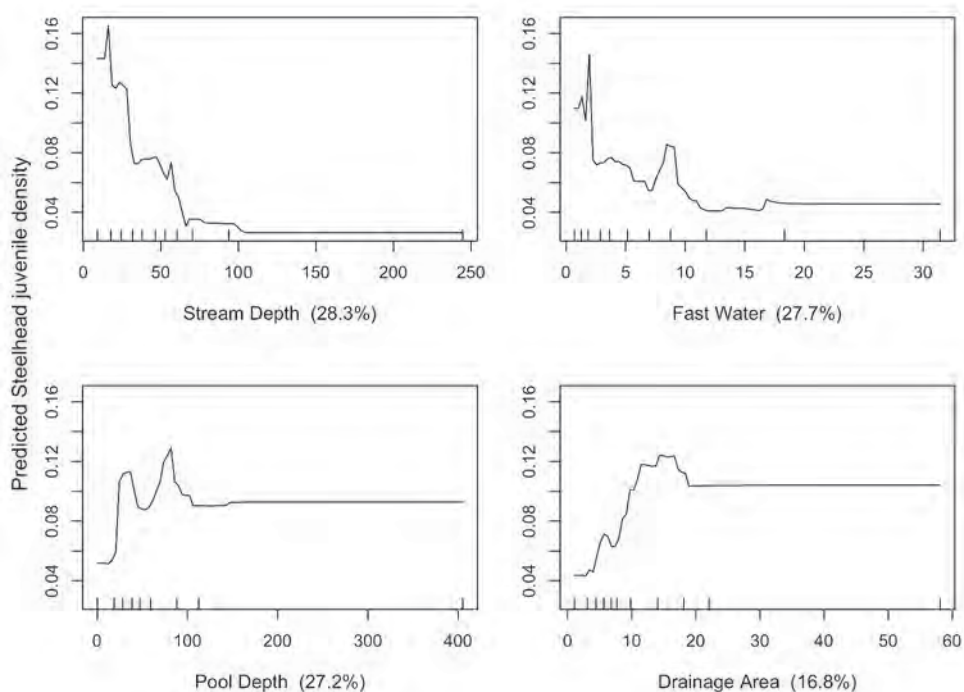 Predicted Steelhead juvenile density
0.16
0.12
0.08
0.04
0 50 100 150 200 250
Stream Depth (28.3%)
0.16
0.12
0.08
0.04
0 5 10 15 20 25 30
Fast Water (27.7%)
0.16
0.12
0.08
0.04
0 100 200 300 400
Pool Depth (27.2%)
0.16
0.12
0.08
0.04
0 10 20 30 40 50 60
Drainage Area (16.8%)